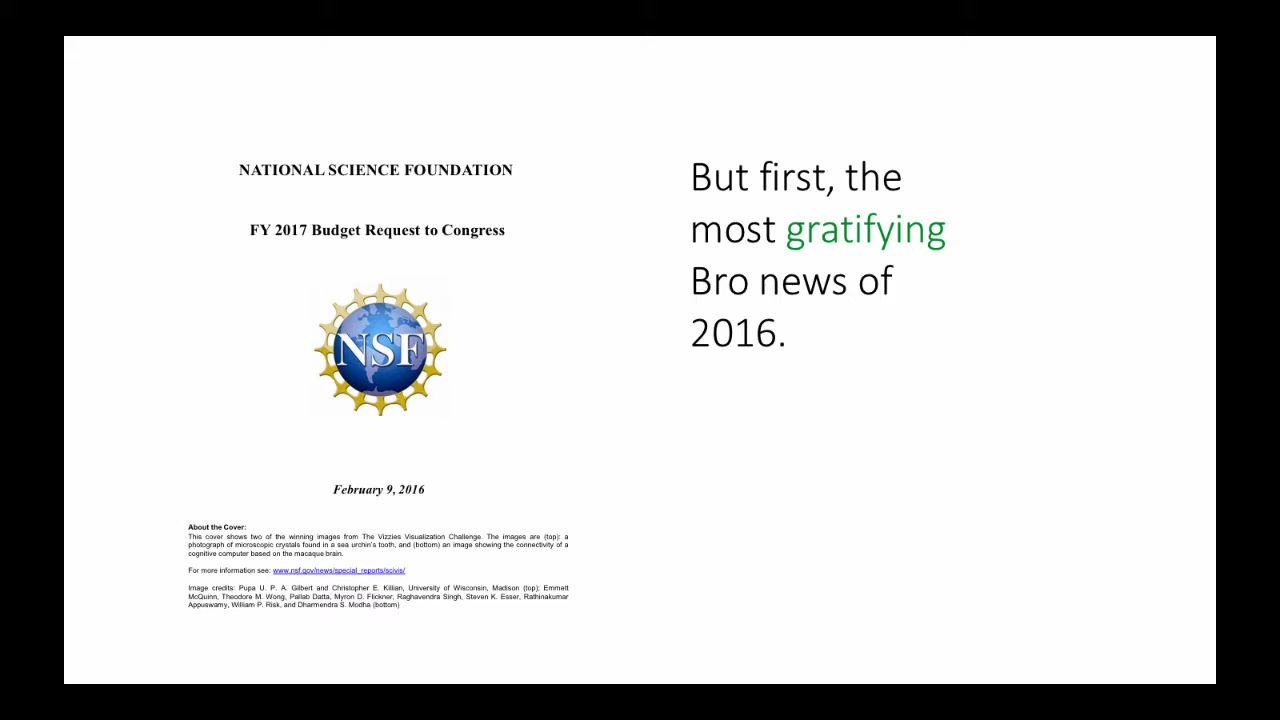 NATIONAL SCIENCE FOUNDATION
FY 2017 Budget Request to Congress
NSF
February 9, 2016
About the Cover:
This cover shows two of the winning images from The Vizzies Visualization Challenge. The images are (top): a
photograph of microscopic crystals found in a sea urchin's tooth, and (bottom) an image showing the connectivity of a
cognitive computer based on the macaque brain.
For more information see: www.nsf.gov/news/special_reports/scivis/
Image credits: Pupa U. P. A. Gilbert and Christopher E. Killian, University of Wisconsin, Madison (top); Emmett
McQuinn, Theodore M. Wong, Pallab Datta, Myron D. Flickner, Raghavendra Singh, Steven K. Esser, Rathinakumar
Appuswamy, William P. Risk, and Dharmendra S. Modha (bottom)
But first, the
most gratifying
Bro news of
2016.